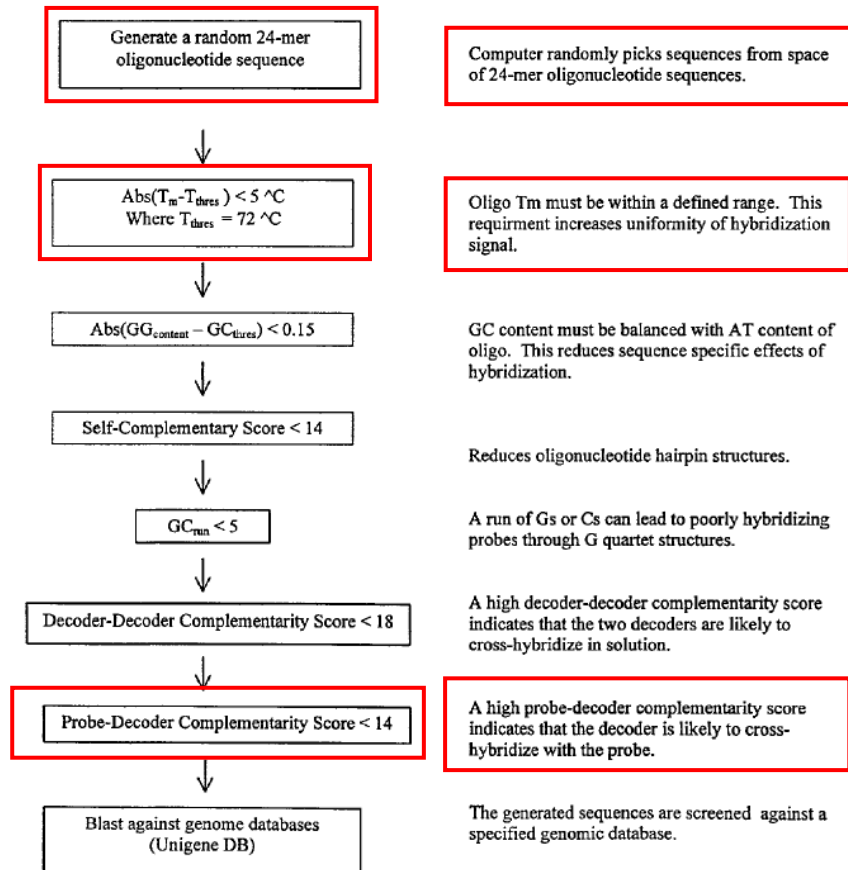 Generate a random 24-mer
oligonucleotide sequence
Computer randomly picks sequences from space
of 24-mer oligonucleotide sequences.
Abs(Tm-Tthres) < 5 ^C
Where Tthres = 72 ^C
Oligo Tm must be within a defined range. This
requirment increases uniformity of hybridization
signal.
Abs(GGcontent – GCthres) < 0.15
GC content must be balanced with AT content of
oligo. This reduces sequence specific effects of
hybridization.
Self-Complementary Score < 14
Reduces oligonucleotide hairpin structures.
GCrun < 5
A run of Gs or Cs can lead to poorly hybridizing
probes through G quartet structures.
Decoder-Decoder Complementarity Score < 18
A high decoder-decoder complementarity score
indicates that the two decoders are likely to
cross-hybridize in solution.
Probe-Decoder Complementarity Score < 14
A high probe-decoder complementarity score
indicates that the decoder is likely to cross-
hybridize with the probe.
Blast against genome databases
(Unigene DB)
The generated sequences are screened against a
specified genomic database.